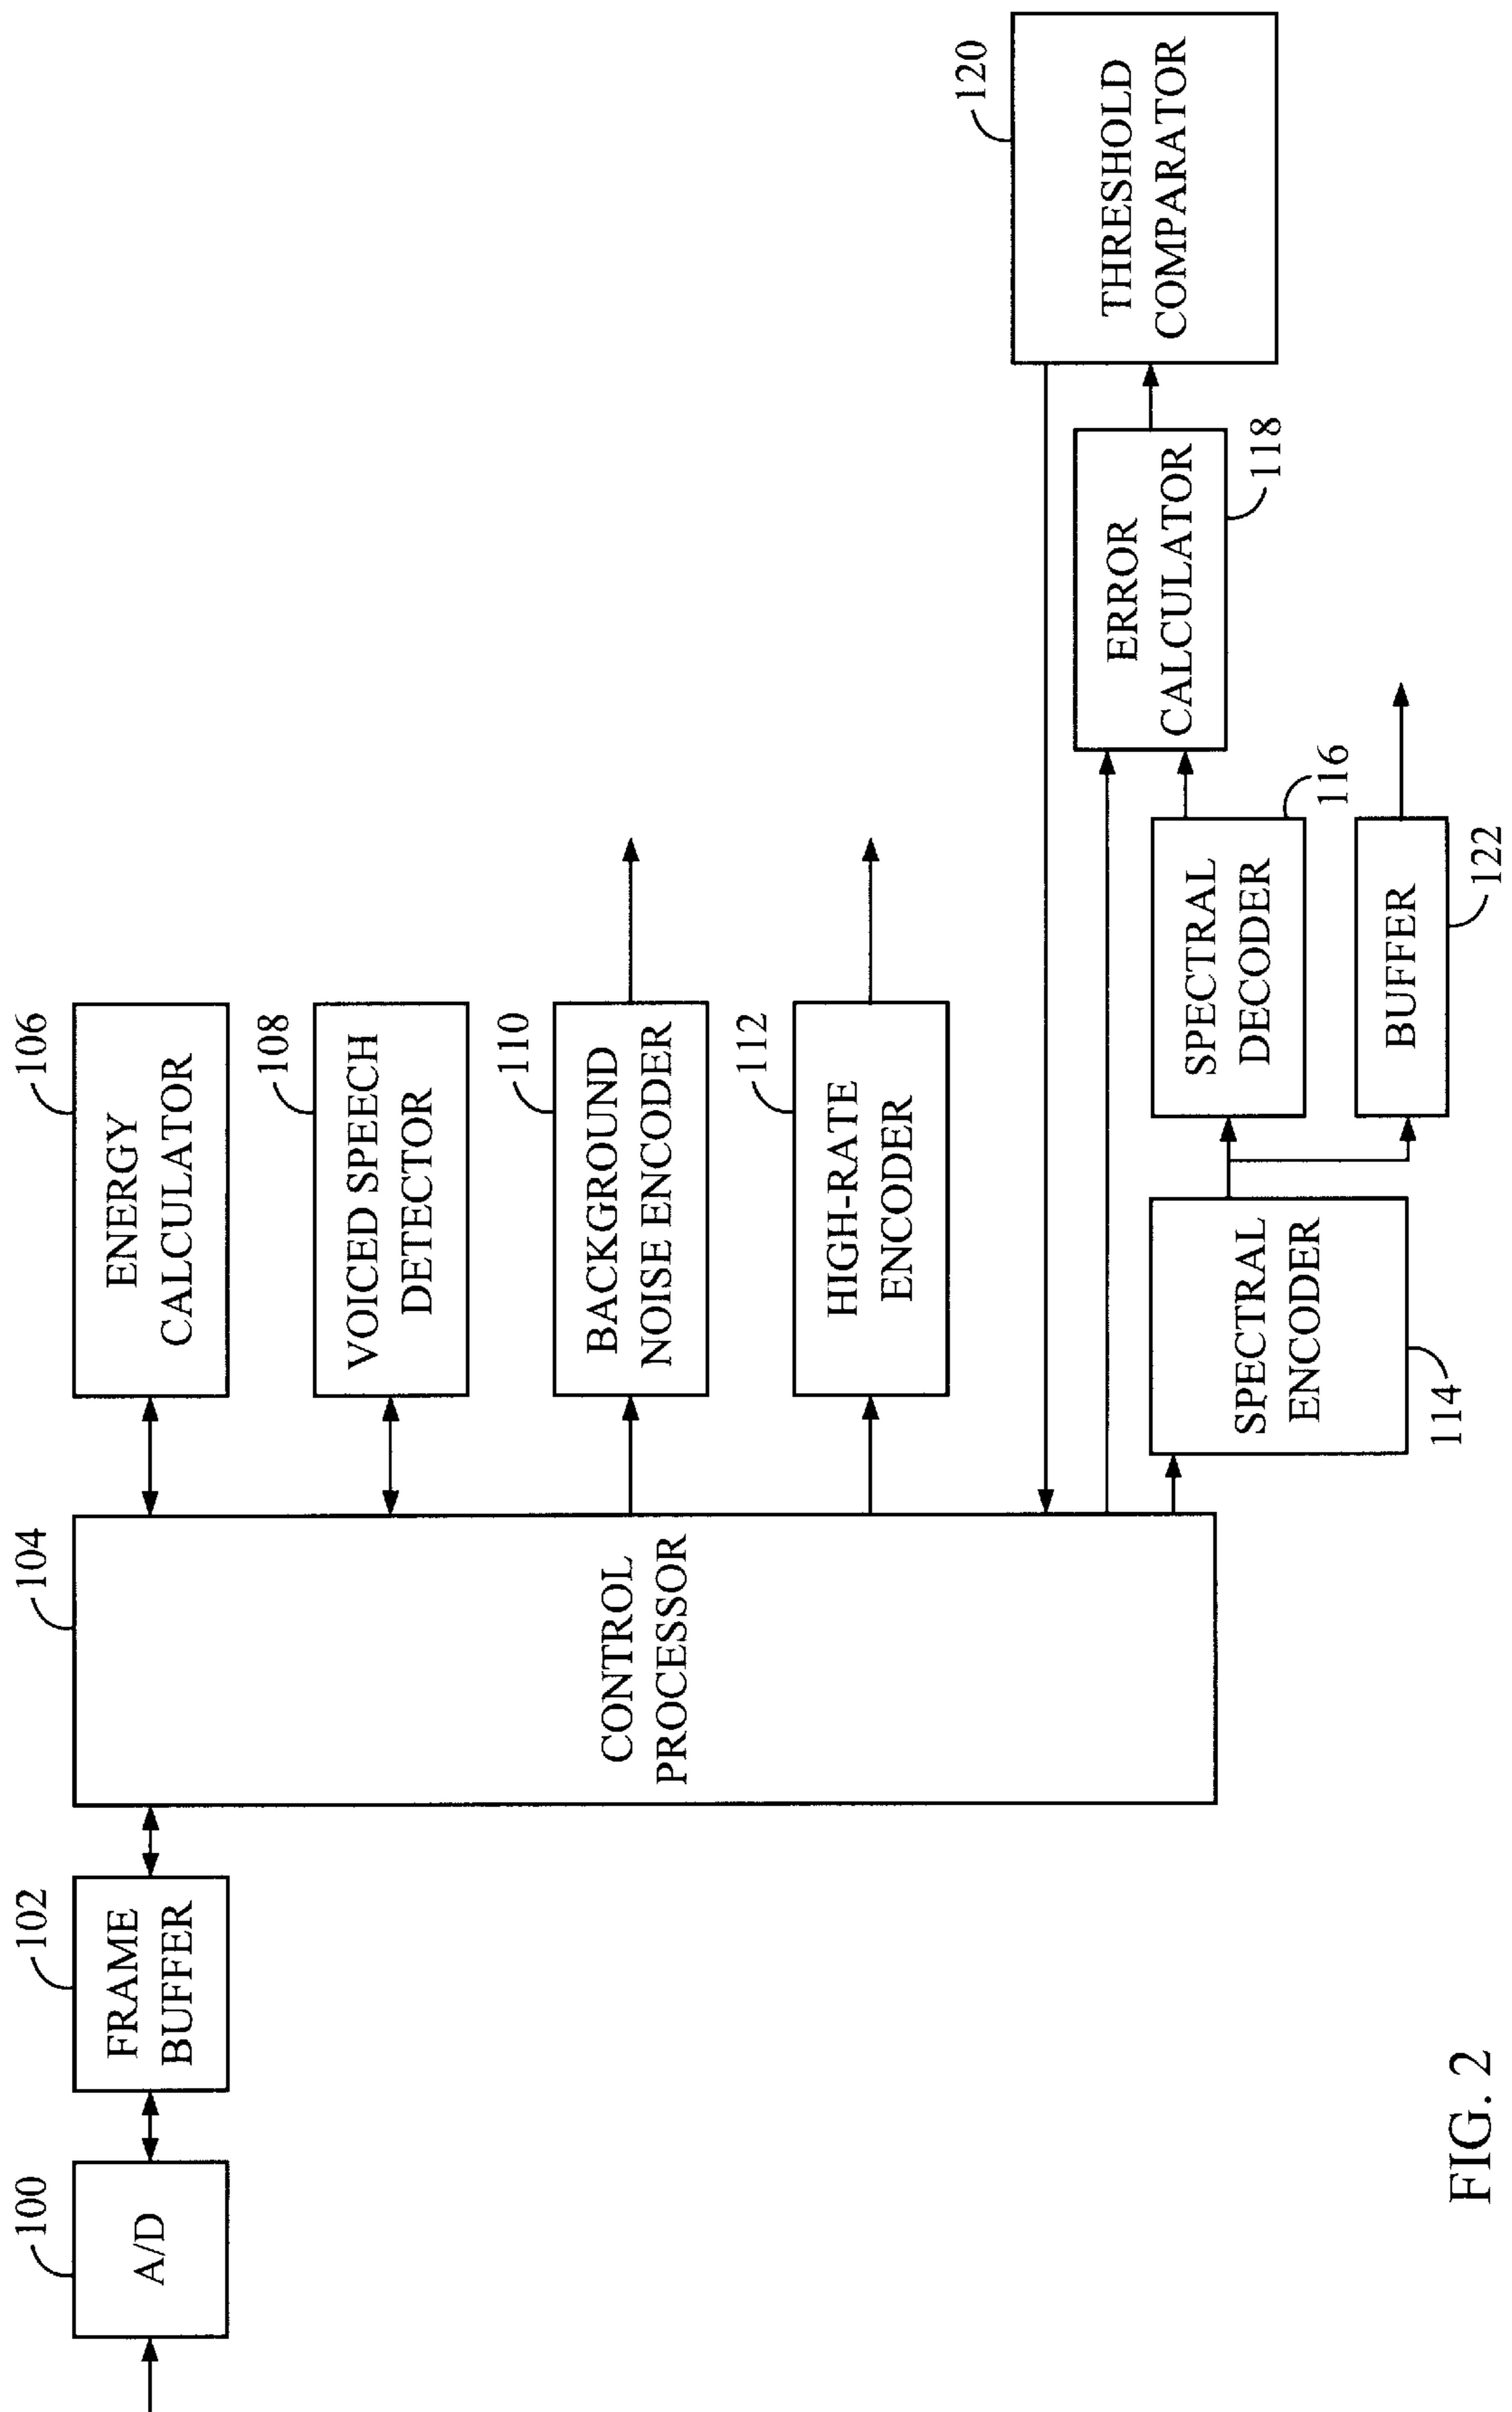 100
A/D
102
FRAME
BUFFER
104
CONTROL
PROCESSOR
106
ENERGY
CALCULATOR
108
VOICED SPEECH
DETECTOR
110
BACKGROUND
NOISE ENCODER
112
HIGH-RATE
ENCODER
SPECTRAL
ENCODER
114
SPECTRAL
DECODER
116
BUFFER
122
ERROR
CALCULATOR
118
120
THRESHOLD
COMPARATOR
FIG. 2